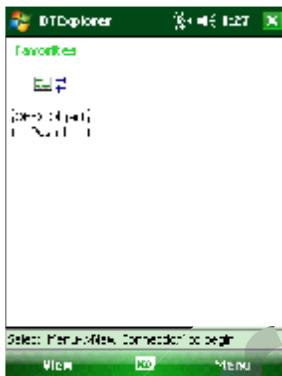 DTExplorer 1:27
Favorites
Select Menu->New Connection to begin
View Menu